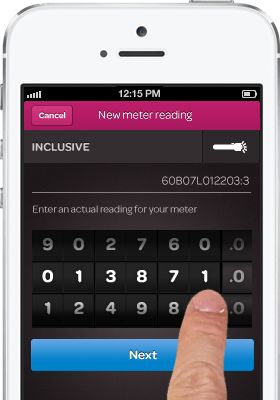 12:15 PM
Cancel New meter reading
INCLUSIVE
60B07L012203:3
Enter an actual reading for your meter
9 0 2 7 6 0 .0
0 1 3 8 7 1 .0
1 2 4 9 8 .0
Next